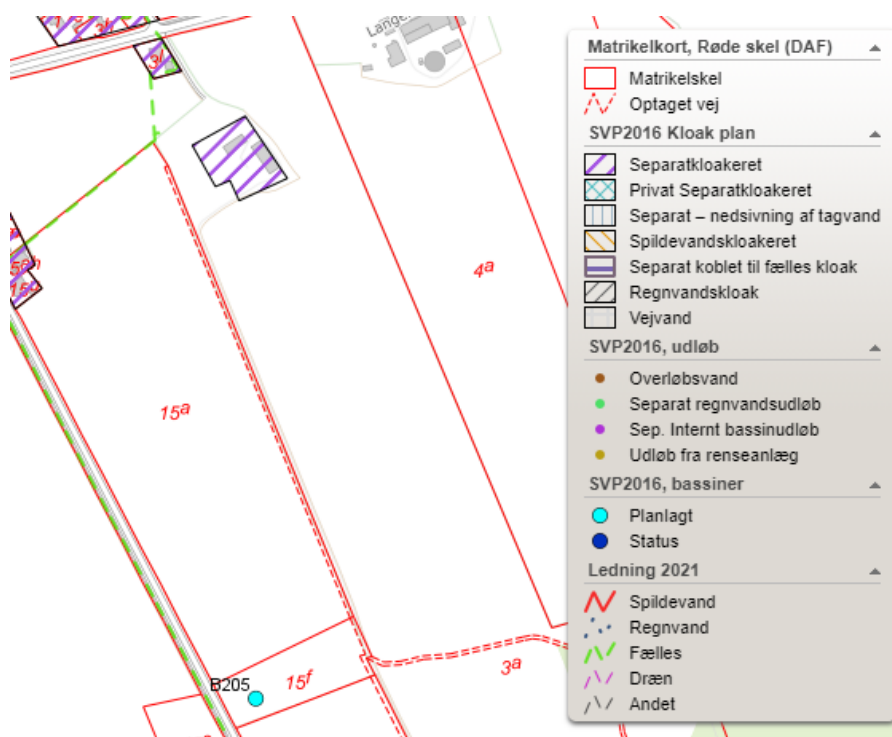 Lange
Matrikelkort, Røde skel (DAF)
Matrikelskel
Optaget vej
SVP2016 Kloak plan
Separatkloakeret
Privat Separatkloakeret
Separat – nedsivning af tagvand
Spildevandskloakeret
Separat koblet til fælles kloak
Regnvandskloak
Vejvand
SVP2016, udløb
Overløbsvand
Separat regnvandsudløb
Sep. Internt bassinudløb
Udløb fra renseanlæg
SVP2016, bassiner
Planlagt
Status
Ledning 2021
Spildevand
Regnvand
Fælles
Dræn
Andet
4a
15a
3a
B205
15f